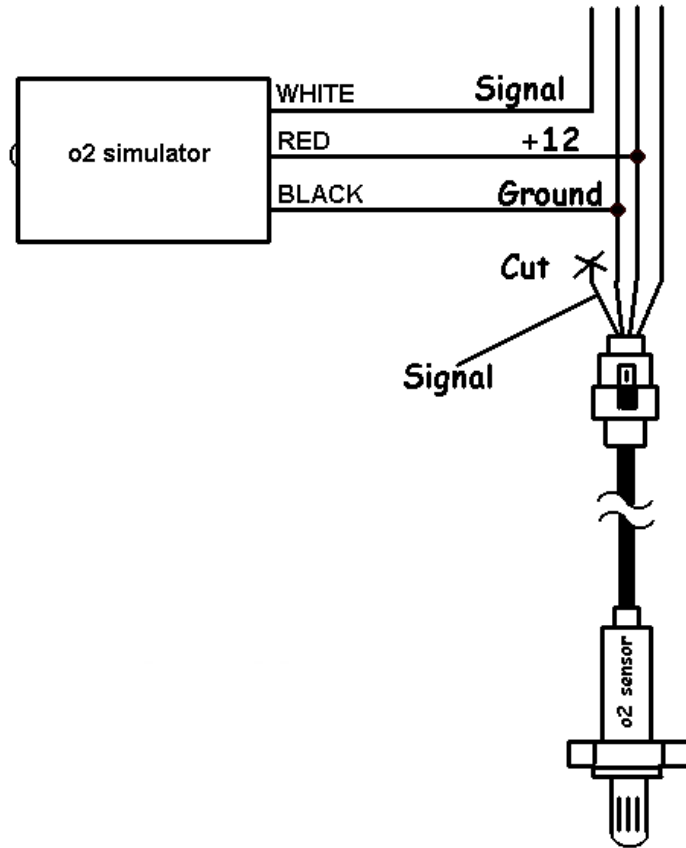 WHITE Signal
o2 simulator
RED +12
BLACK Ground
Cut
Signal
o2 sensor